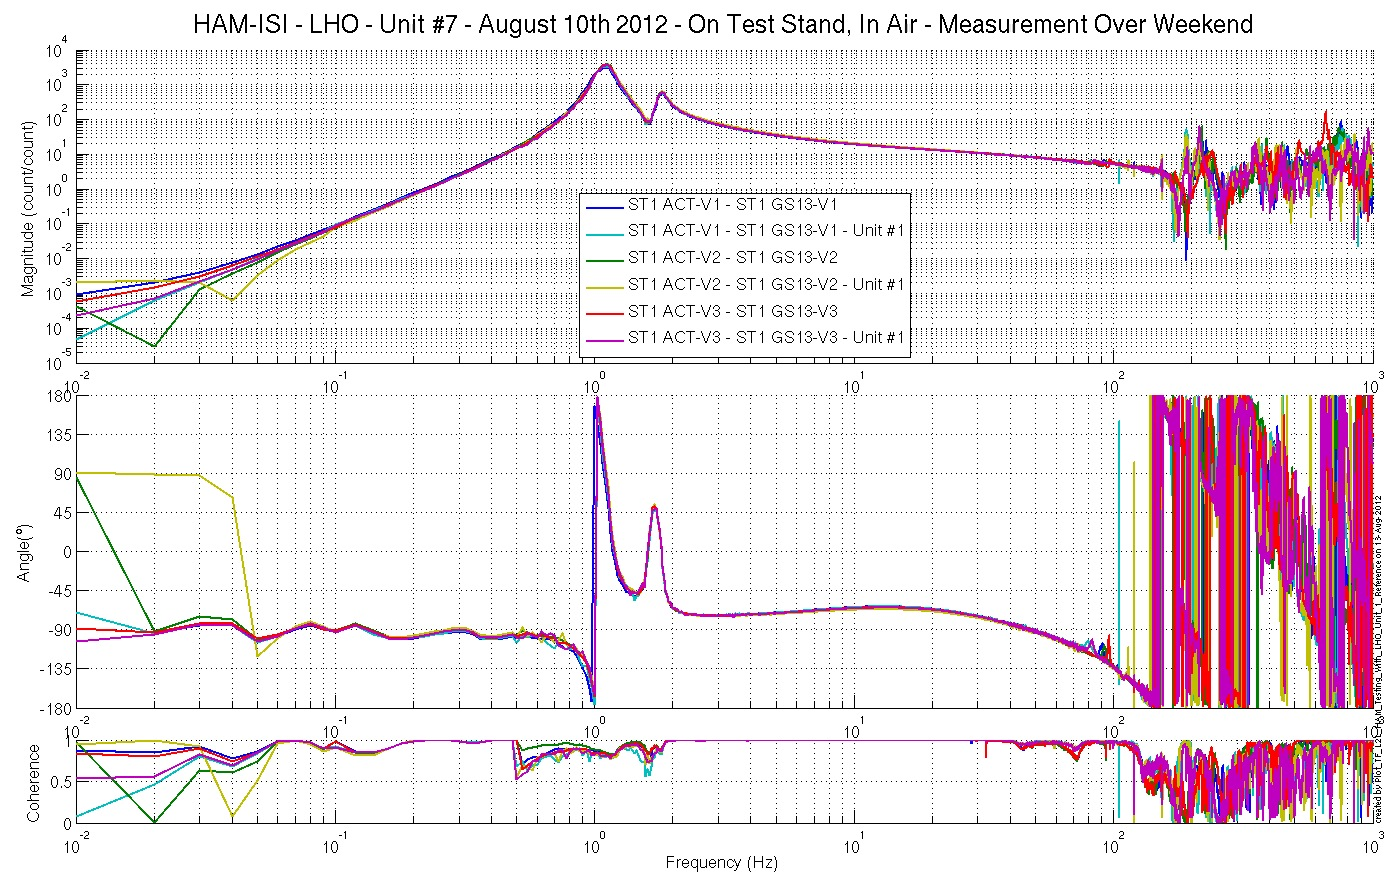 HAM-ISI - LHO - Unit #7 - August 10th 2012 - On Test Stand, In Air - Measurement Over Weekend
Magnitude (count/count)
10^4
10^3
10^2
10^1
10^0
10^-1
10^-2
10^-3
10^-4
10^-5
ST1 ACT-V1 - ST1 GS13-V1
ST1 ACT-V1 - ST1 GS13-V1 - Unit #1
ST1 ACT-V2 - ST1 GS13-V2
ST1 ACT-V2 - ST1 GS13-V2 - Unit #1
ST1 ACT-V3 - ST1 GS13-V3
ST1 ACT-V3 - ST1 GS13-V3 - Unit #1
10^-2 10^-1 10^0 10^1 10^2 10^3
Angle(°)
180
135
90
45
0
-45
-90
-135
-180
10^-2 10^-1 10^0 10^1 10^2 10^3
Coherence
1
0.5
0
10^-2 10^-1 10^0 10^1 10^2 10^3
Frequency (Hz)